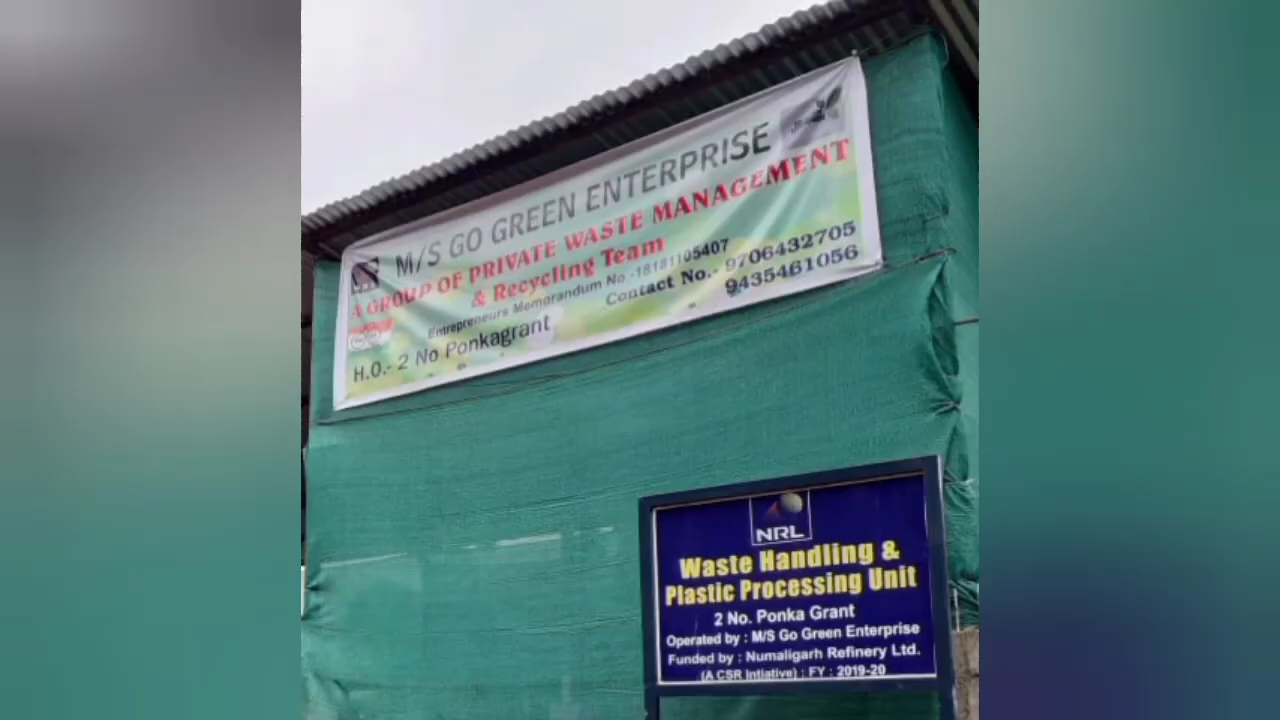 M/S GO GREEN ENTERPRISE
A GROUP OF PRIVATE WASTE MANAGEMENT
& Recycling Team
Entrepreneurs Memorandum No -18181105407
Contact No.- 9706432705
9435461056
H.O.- 2 No Ponkagrant
NRL
Waste Handling &
Plastic Processing Unit
2 No. Ponka Grant
Operated by : M/S Go Green Enterprise
Funded by : Numaligarh Refinery Ltd.
(A CSR Intiative) : FY : 2019-20